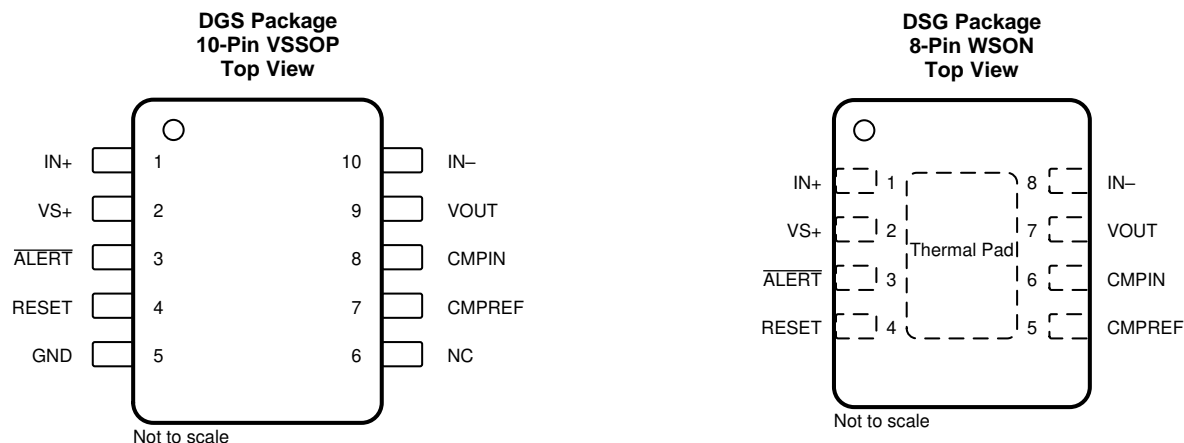 DGS Package
10-Pin VSSOP
Top View
IN+ 1 10 IN–
VS+ 2 9 VOUT
ALERT 3 8 CMPIN
RESET 4 7 CMPREF
GND 5 6 NC
Not to scale
DSG Package
8-Pin WSON
Top View
IN+ 1 8 IN–
VS+ 2 7 VOUT
Thermal Pad
ALERT 3 6 CMPIN
RESET 4 5 CMPREF
Not to scale